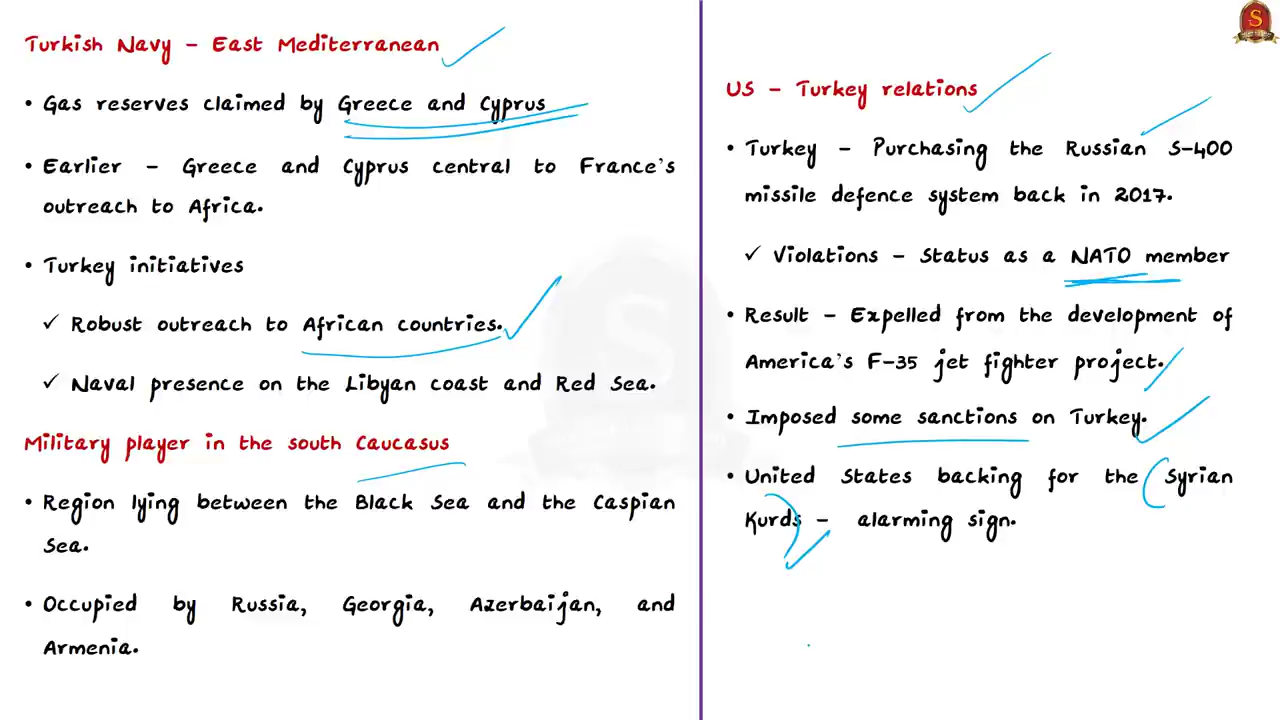 Turkish Navy – East Mediterranean
• Gas reserves claimed by Greece and Cyprus
• Earlier – Greece and Cyprus central to France's
outreach to Africa.
• Turkey initiatives
✓ Robust outreach to African countries.
✓ Naval presence on the Libyan coast and Red Sea.
Military player in the south Caucasus
• Region lying between the Black Sea and the Caspian
Sea.
• Occupied by Russia, Georgia, Azerbaijan, and
Armenia.
US – Turkey relations
• Turkey – Purchasing the Russian S-400
missile defence system back in 2017.
✓ Violations – Status as a NATO member
• Result – Expelled from the development of
America's F-35 jet fighter project.
• Imposed some sanctions on Turkey.
• United States backing for the Syrian
Kurds – alarming sign.
S